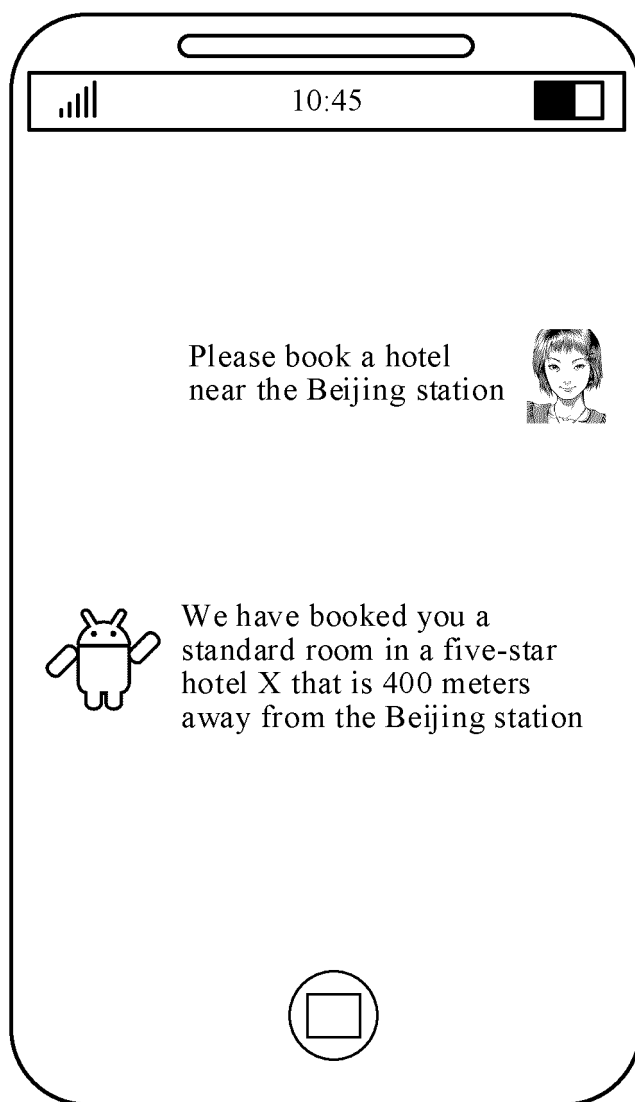 10:45
Please book a hotel
near the Beijing station
We have booked you a
standard room in a five-star
hotel X that is 400 meters
away from the Beijing station